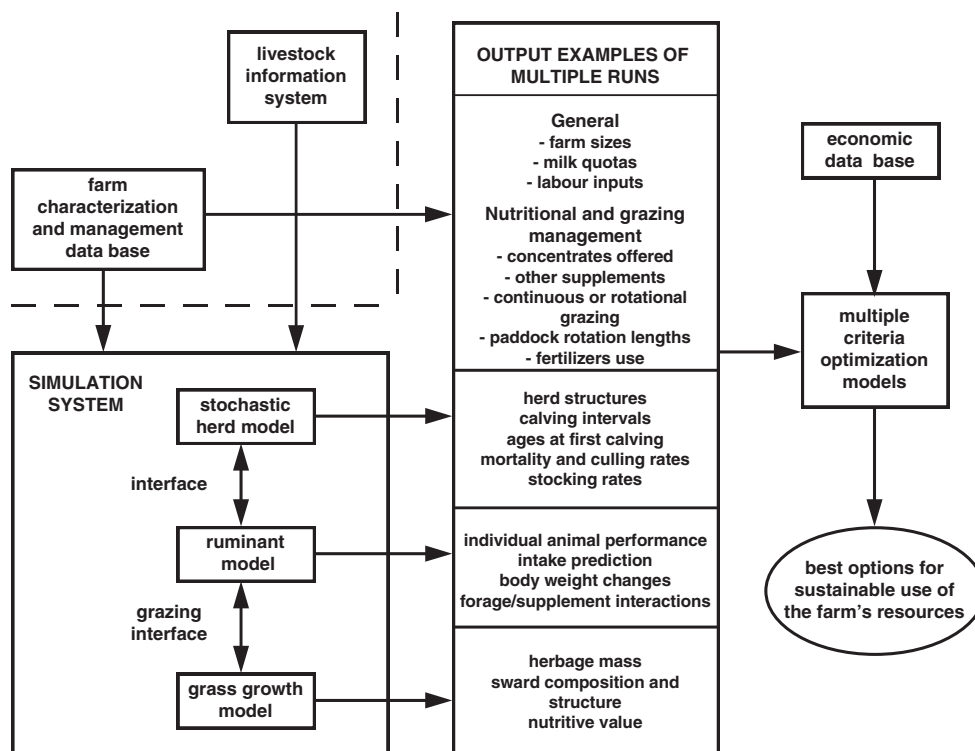 livestock
information
system
farm
characterization
and management
data base
SIMULATION
SYSTEM
stochastic
herd model
interface
ruminant
model
grazing
interface
grass growth
model
OUTPUT EXAMPLES OF
MULTIPLE RUNS
General
- farm sizes
- milk quotas
- labour inputs
Nutritional and grazing
management
- concentrates offered
- other supplements
- continuous or rotational
grazing
- paddock rotation lengths
- fertilizers use
herd structures
calving intervals
ages at first calving
mortality and culling rates
stocking rates
individual animal performance
intake prediction
body weight changes
forage/supplement interactions
herbage mass
sward composition and
structure
nutritive value
economic
data base
multiple
criteria
optimization
models
best options for
sustainable use of
the farm's resources